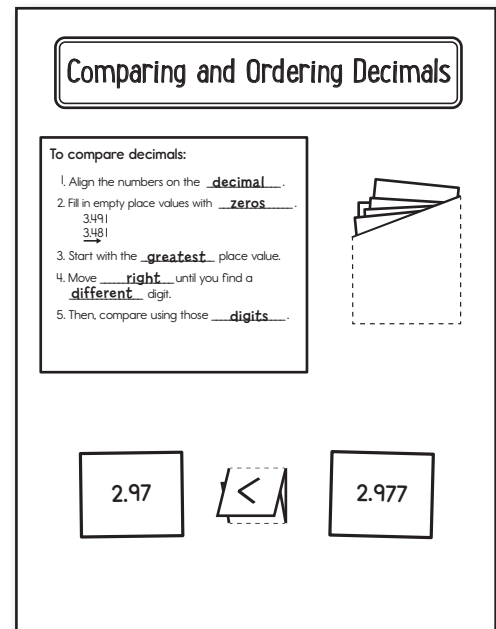 Comparing and Ordering Decimals
To compare decimals:
1. Align the numbers on the decimal.
2. Fill in empty place values with zeros.
3.491
3.481
3. Start with the greatest place value.
4. Move right until you find a
different digit.
5. Then, compare using those digits.
2.97 < 2.977